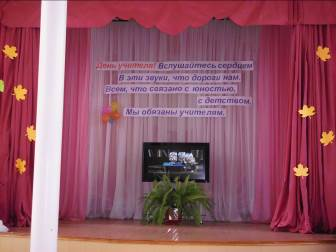 День учителя! Вслушайтесь сердцем
В эти звуки, что дороги нам.
Всем, что связано с юностью,
с детством,
Мы обязаны учителям.